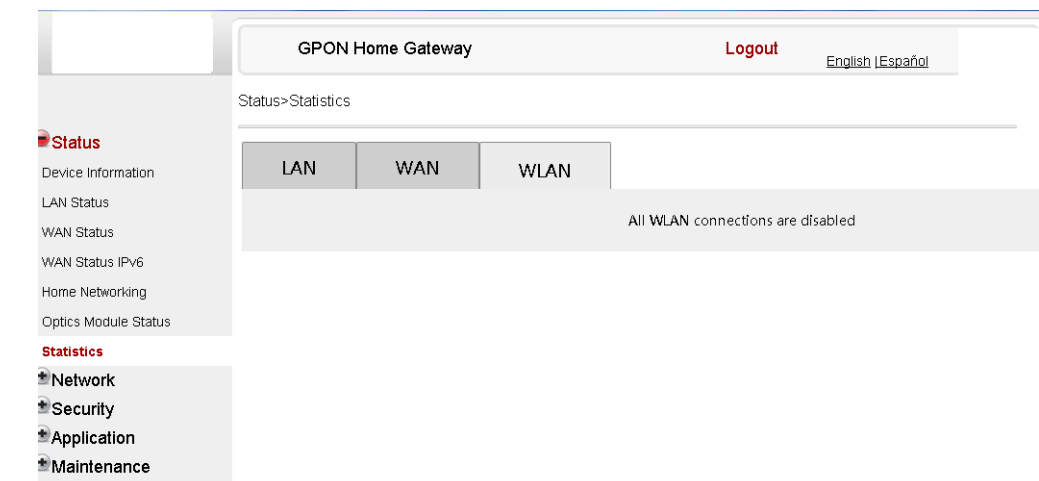 GPON Home Gateway
Logout
English | Español
Status>Statistics
Status
Device Information
LAN Status
WAN Status
WAN Status IPv6
Home Networking
Optics Module Status
Statistics
Network
Security
Application
Maintenance
LAN
WAN
WLAN
All WLAN connections are disabled